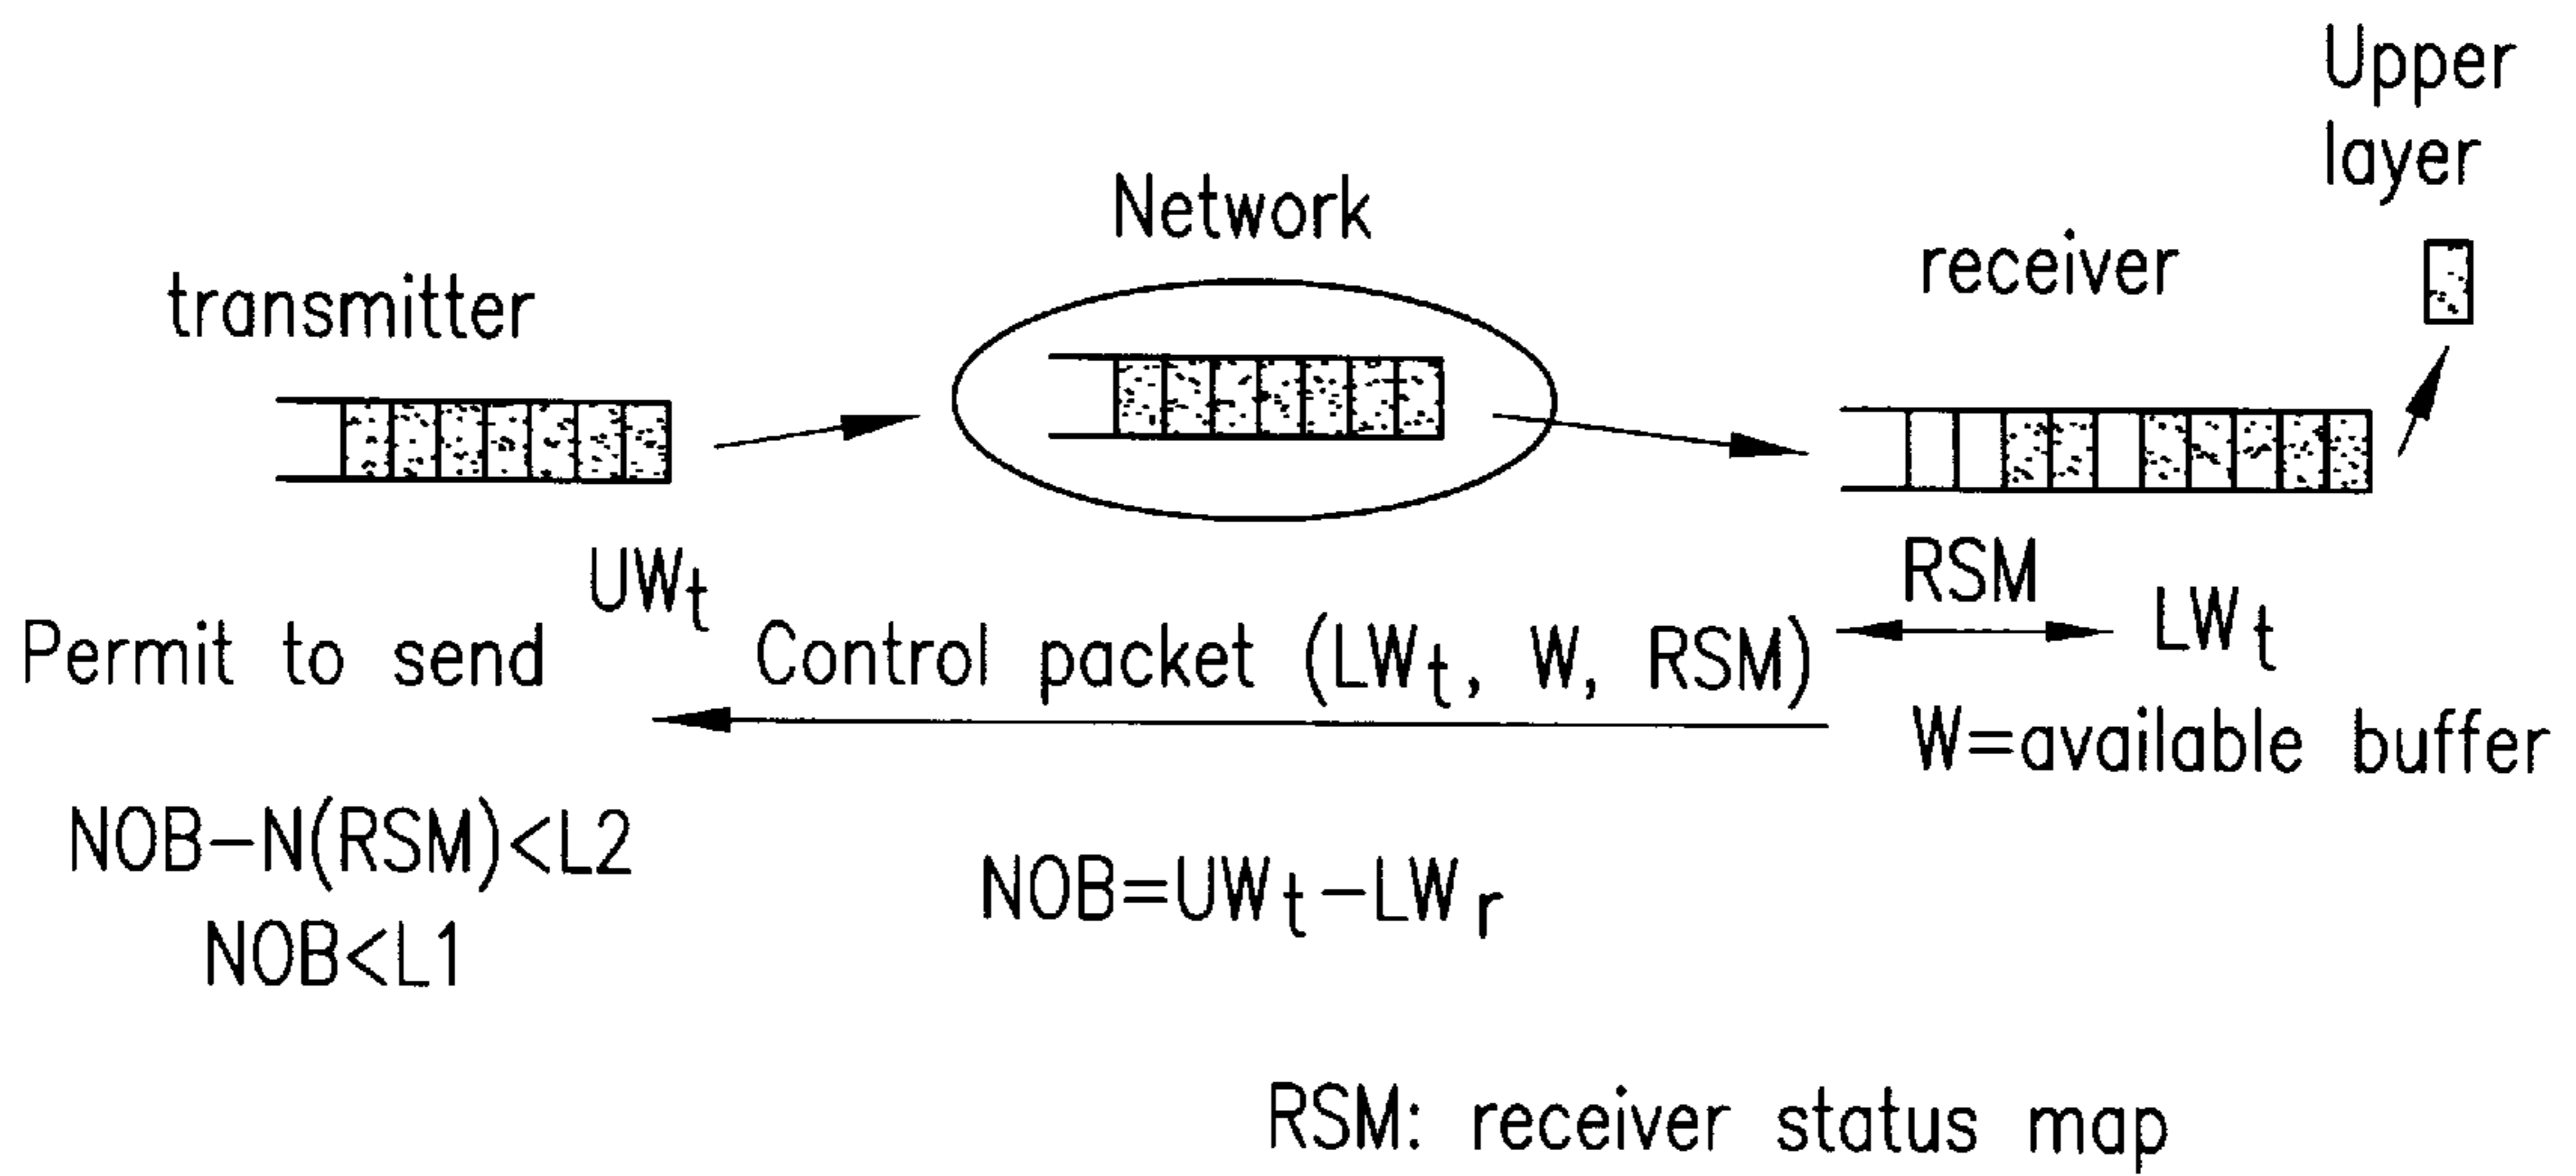 Upper
layer
Network
receiver
transmitter
UWt
RSM
LWt
Permit to send
Control packet (LWt, W, RSM)
W=available buffer
NOB-N(RSM)<L2
NOB=UWt-LWr
NOB<L1
RSM: receiver status map